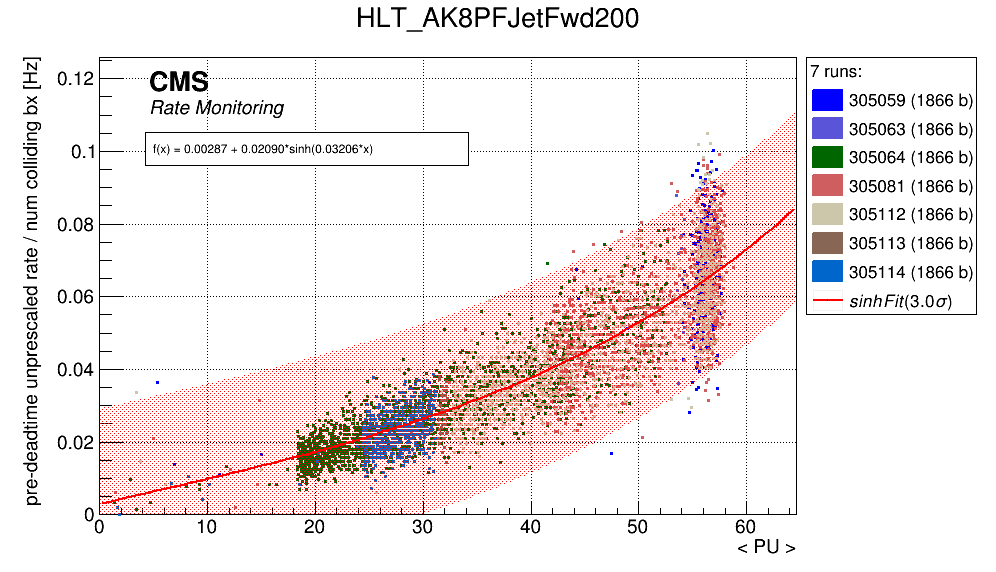 HLT_AK8PFJetFwd200
pre-deadtime unprescaled rate / num colliding bx [Hz]
0.12
0.1
0.08
0.06
0.04
0.02
0
CMS
Rate Monitoring
f(x) = 0.00287 + 0.02090*sinh(0.03206*x)
0 10 20 30 40 50 60
< PU >
7 runs:
305059 (1866 b)
305063 (1866 b)
305064 (1866 b)
305081 (1866 b)
305112 (1866 b)
305113 (1866 b)
305114 (1866 b)
sinhFit(3.0σ)